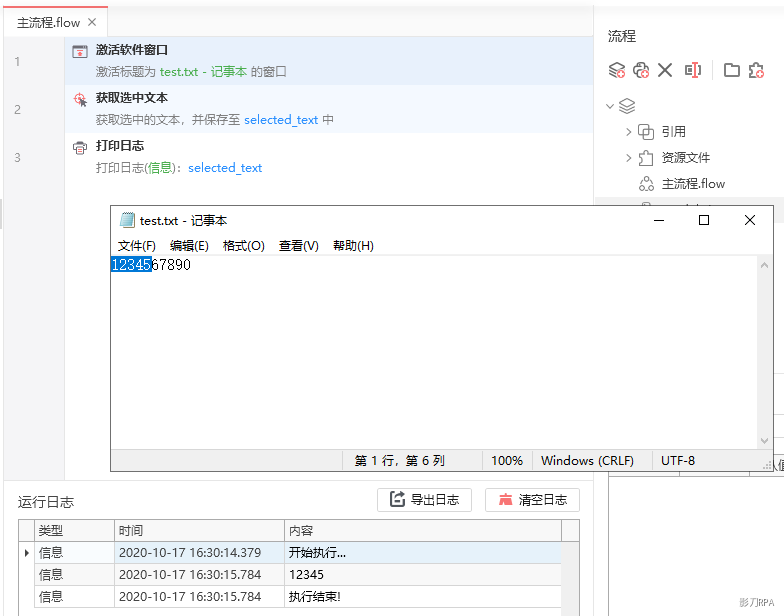 主流程.flow
流程
1
激活软件窗口
激活标题为 test.txt - 记事本 的窗口
2
获取选中文本
获取选中的文本，并保存至 selected_text 中
3
打印日志
打印日志(信息)： selected_text
引用
资源文件
主流程.flow
test.txt - 记事本
文件(F) 编辑(E) 格式(O) 查看(V) 帮助(H)
1234567890
第 1 行，第 6 列 100% Windows (CRLF) UTF-8
运行日志 导出日志 清空日志
类型 时间 内容
信息 2020-10-17 16:30:14.379 开始执行...
信息 2020-10-17 16:30:15.784 12345
信息 2020-10-17 16:30:15.784 执行结束!
影刀RPA